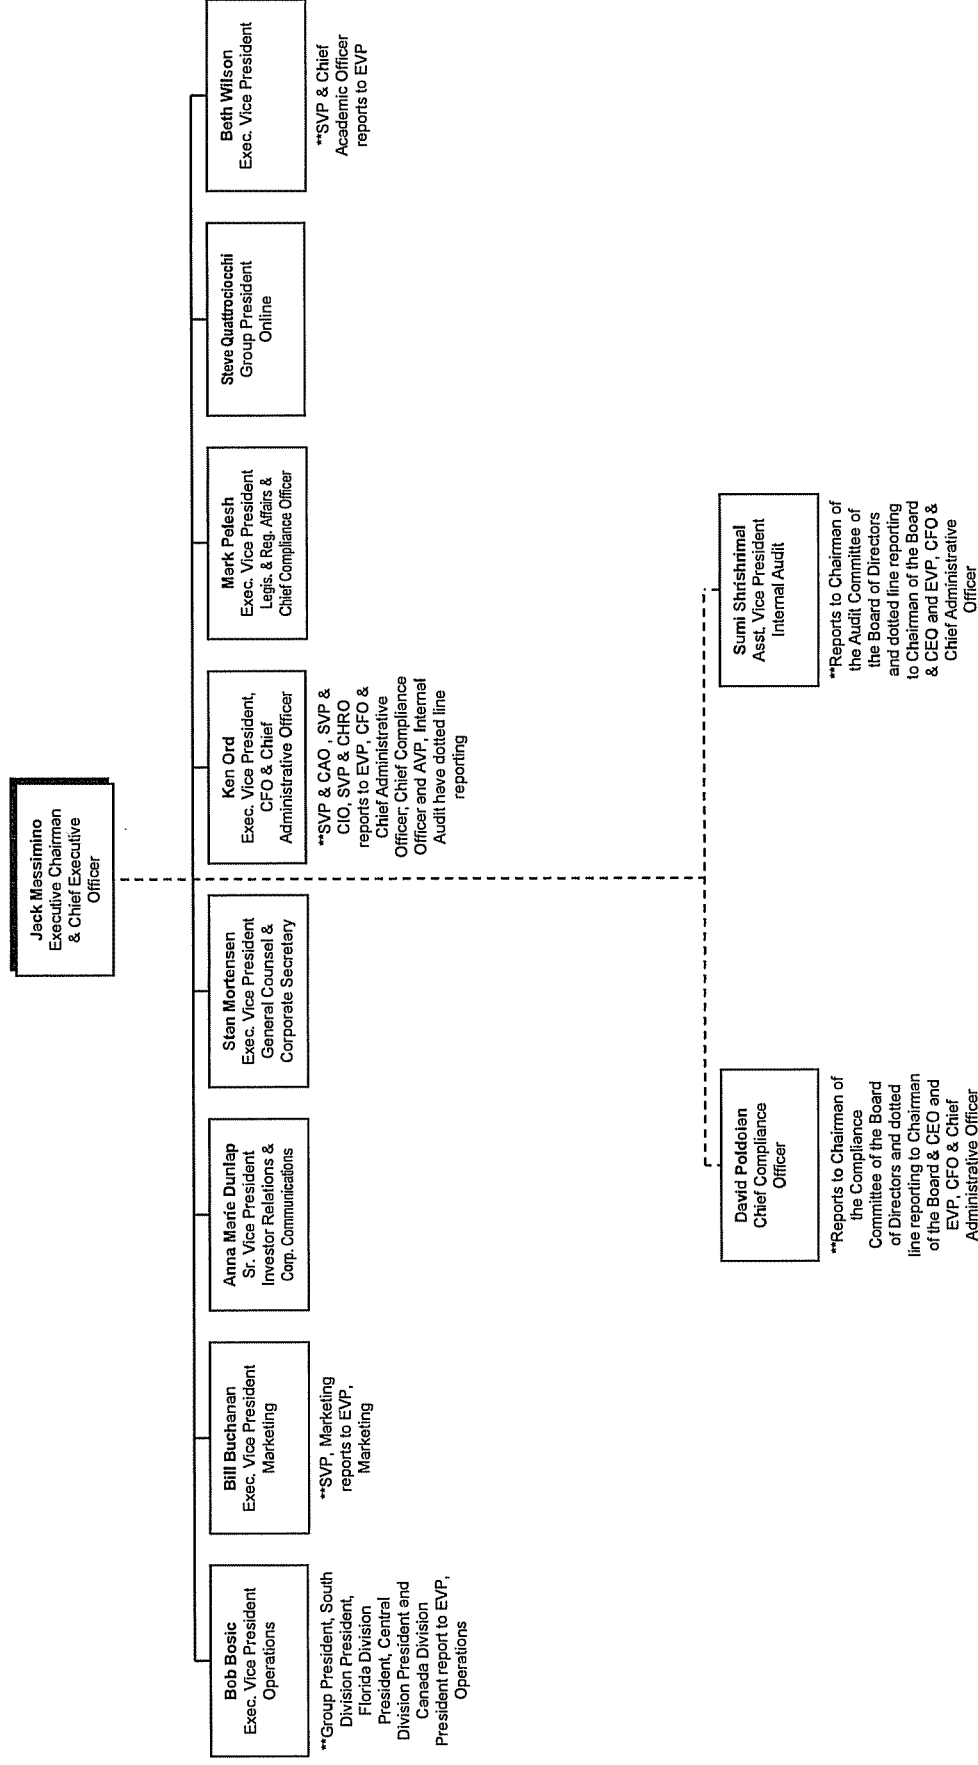 Jack Massimino
Executive Chairman
& Chief Executive
Officer
Bob Bosic
Exec. Vice President
Operations
**Group President, South
Division President,
Florida Division
President, Central
Division President and
Canada Division
President report to EVP,
Operations
Bill Buchanan
Exec. Vice President
Marketing
**SVP, Marketing
reports to EVP,
Marketing
Anna Marie Dunlap
Sr. Vice President
Investor Relations &
Corp. Communications
Stan Mortensen
Exec. Vice President
General Counsel &
Corporate Secretary
Ken Ord
Exec. Vice President,
CFO & Chief
Administrative Officer
**SVP & CAO , SVP &
CIO, SVP & CHRO
reports to EVP, CFO &
Chief Administrative
Officer; Chief Compliance
Officer and AVP, Internal
Audit have dotted line
reporting
Mark Pelesh
Exec. Vice President
Legis. & Reg. Affairs &
Chief Compliance Officer
Steve Quattrociocchi
Group President
Online
Beth Wilson
Exec. Vice President
**SVP & Chief
Academic Officer
reports to EVP
David Poldoian
Chief Compliance
Officer
**Reports to Chairman of
the Compliance
Committee of the Board
of Directors and dotted
line reporting to Chairman
of the Board & CEO and
EVP, CFO & Chief
Administrative Officer
Sumi Shrishrimal
Asst. Vice President
Internal Audit
**Reports to Chairman of
the Audit Committee of
the Board of Directors
and dotted line reporting
to Chairman of the Board
& CEO and EVP, CFO &
Chief Administrative
Officer